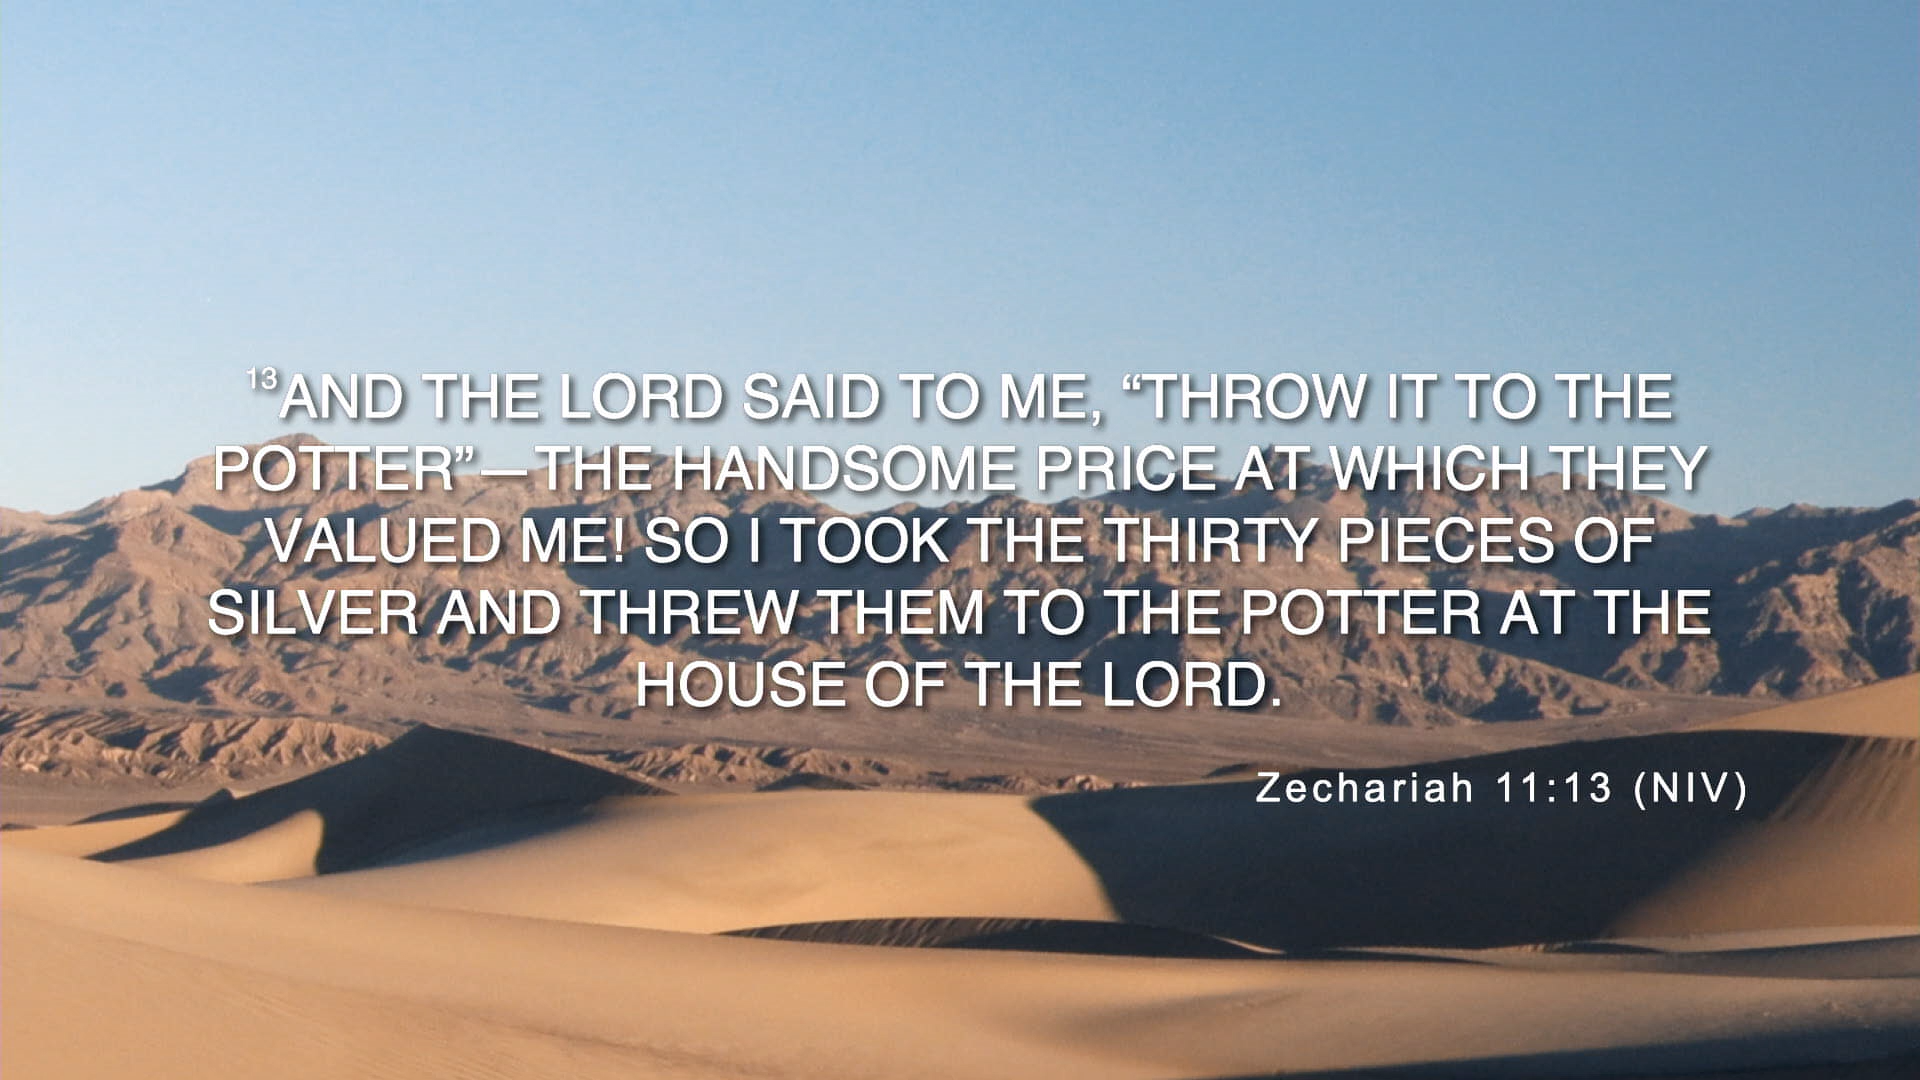 ¹³AND THE LORD SAID TO ME, “THROW IT TO THE
POTTER”—THE HANDSOME PRICE AT WHICH THEY
VALUED ME! SO I TOOK THE THIRTY PIECES OF
SILVER AND THREW THEM TO THE POTTER AT THE
HOUSE OF THE LORD.
Zechariah 11:13 (NIV)